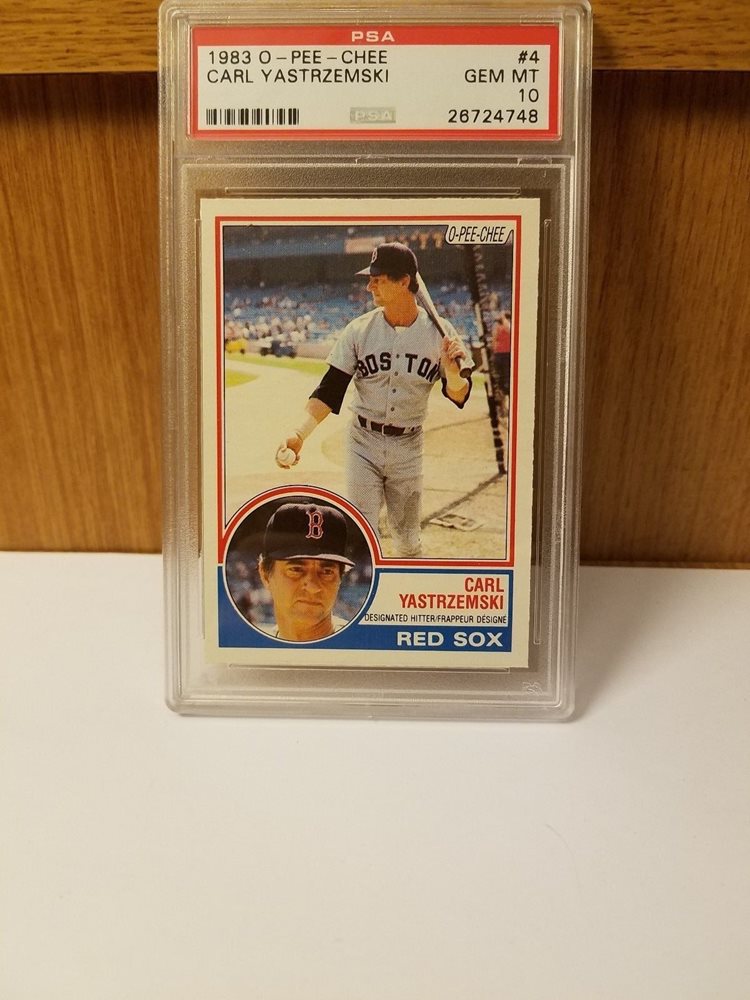 PSA
1983 O-PEE-CHEE #4
CARL YASTRZEMSKI GEM MT
10
PSA 26724748
O-PEE-CHEE
B
BOSTON
B
CARL
YASTRZEMSKI
DESIGNATED HITTER/FRAPPEUR DÉSIGNÉ
RED SOX